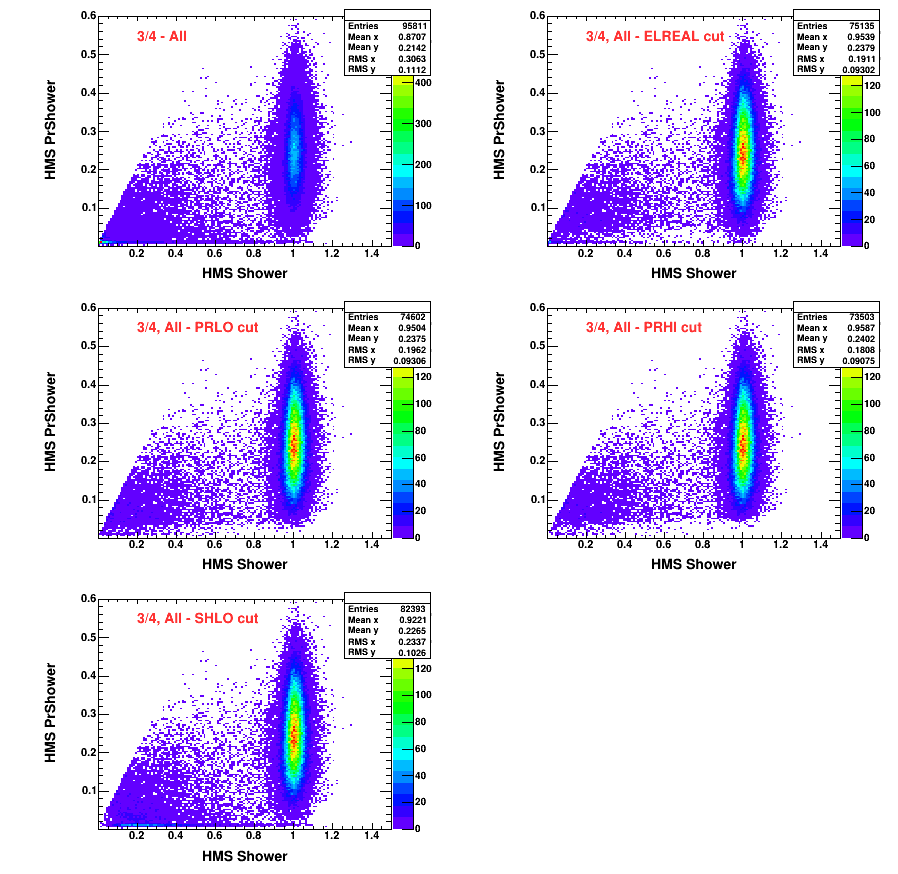 3/4 - All
Entries 95811
Mean x 0.8707
Mean y 0.2142
RMS x 0.3063
RMS y 0.1112
0.6
0.5
0.4
0.3
0.2
0.1
HMS PrShower
0.2 0.4 0.6 0.8 1 1.2 1.4
HMS Shower
400
300
200
100
0
3/4, All - ELREAL cut
Entries 75135
Mean x 0.9539
Mean y 0.2379
RMS x 0.1911
RMS y 0.09302
0.6
0.5
0.4
0.3
0.2
0.1
HMS PrShower
0.2 0.4 0.6 0.8 1 1.2 1.4
HMS Shower
120
100
80
60
40
20
0
3/4, All - PRLO cut
Entries 74602
Mean x 0.9504
Mean y 0.2375
RMS x 0.1962
RMS y 0.09306
0.6
0.5
0.4
0.3
0.2
0.1
HMS PrShower
0.2 0.4 0.6 0.8 1 1.2 1.4
HMS Shower
120
100
80
60
40
20
0
3/4, All - PRHI cut
Entries 73503
Mean x 0.9587
Mean y 0.2402
RMS x 0.1808
RMS y 0.09075
0.6
0.5
0.4
0.3
0.2
0.1
HMS PrShower
0.2 0.4 0.6 0.8 1 1.2 1.4
HMS Shower
120
100
80
60
40
20
0
3/4, All - SHLO cut
Entries 82393
Mean x 0.9221
Mean y 0.2265
RMS x 0.2337
RMS y 0.1026
0.6
0.5
0.4
0.3
0.2
0.1
HMS PrShower
0.2 0.4 0.6 0.8 1 1.2 1.4
HMS Shower
120
100
80
60
40
20
0